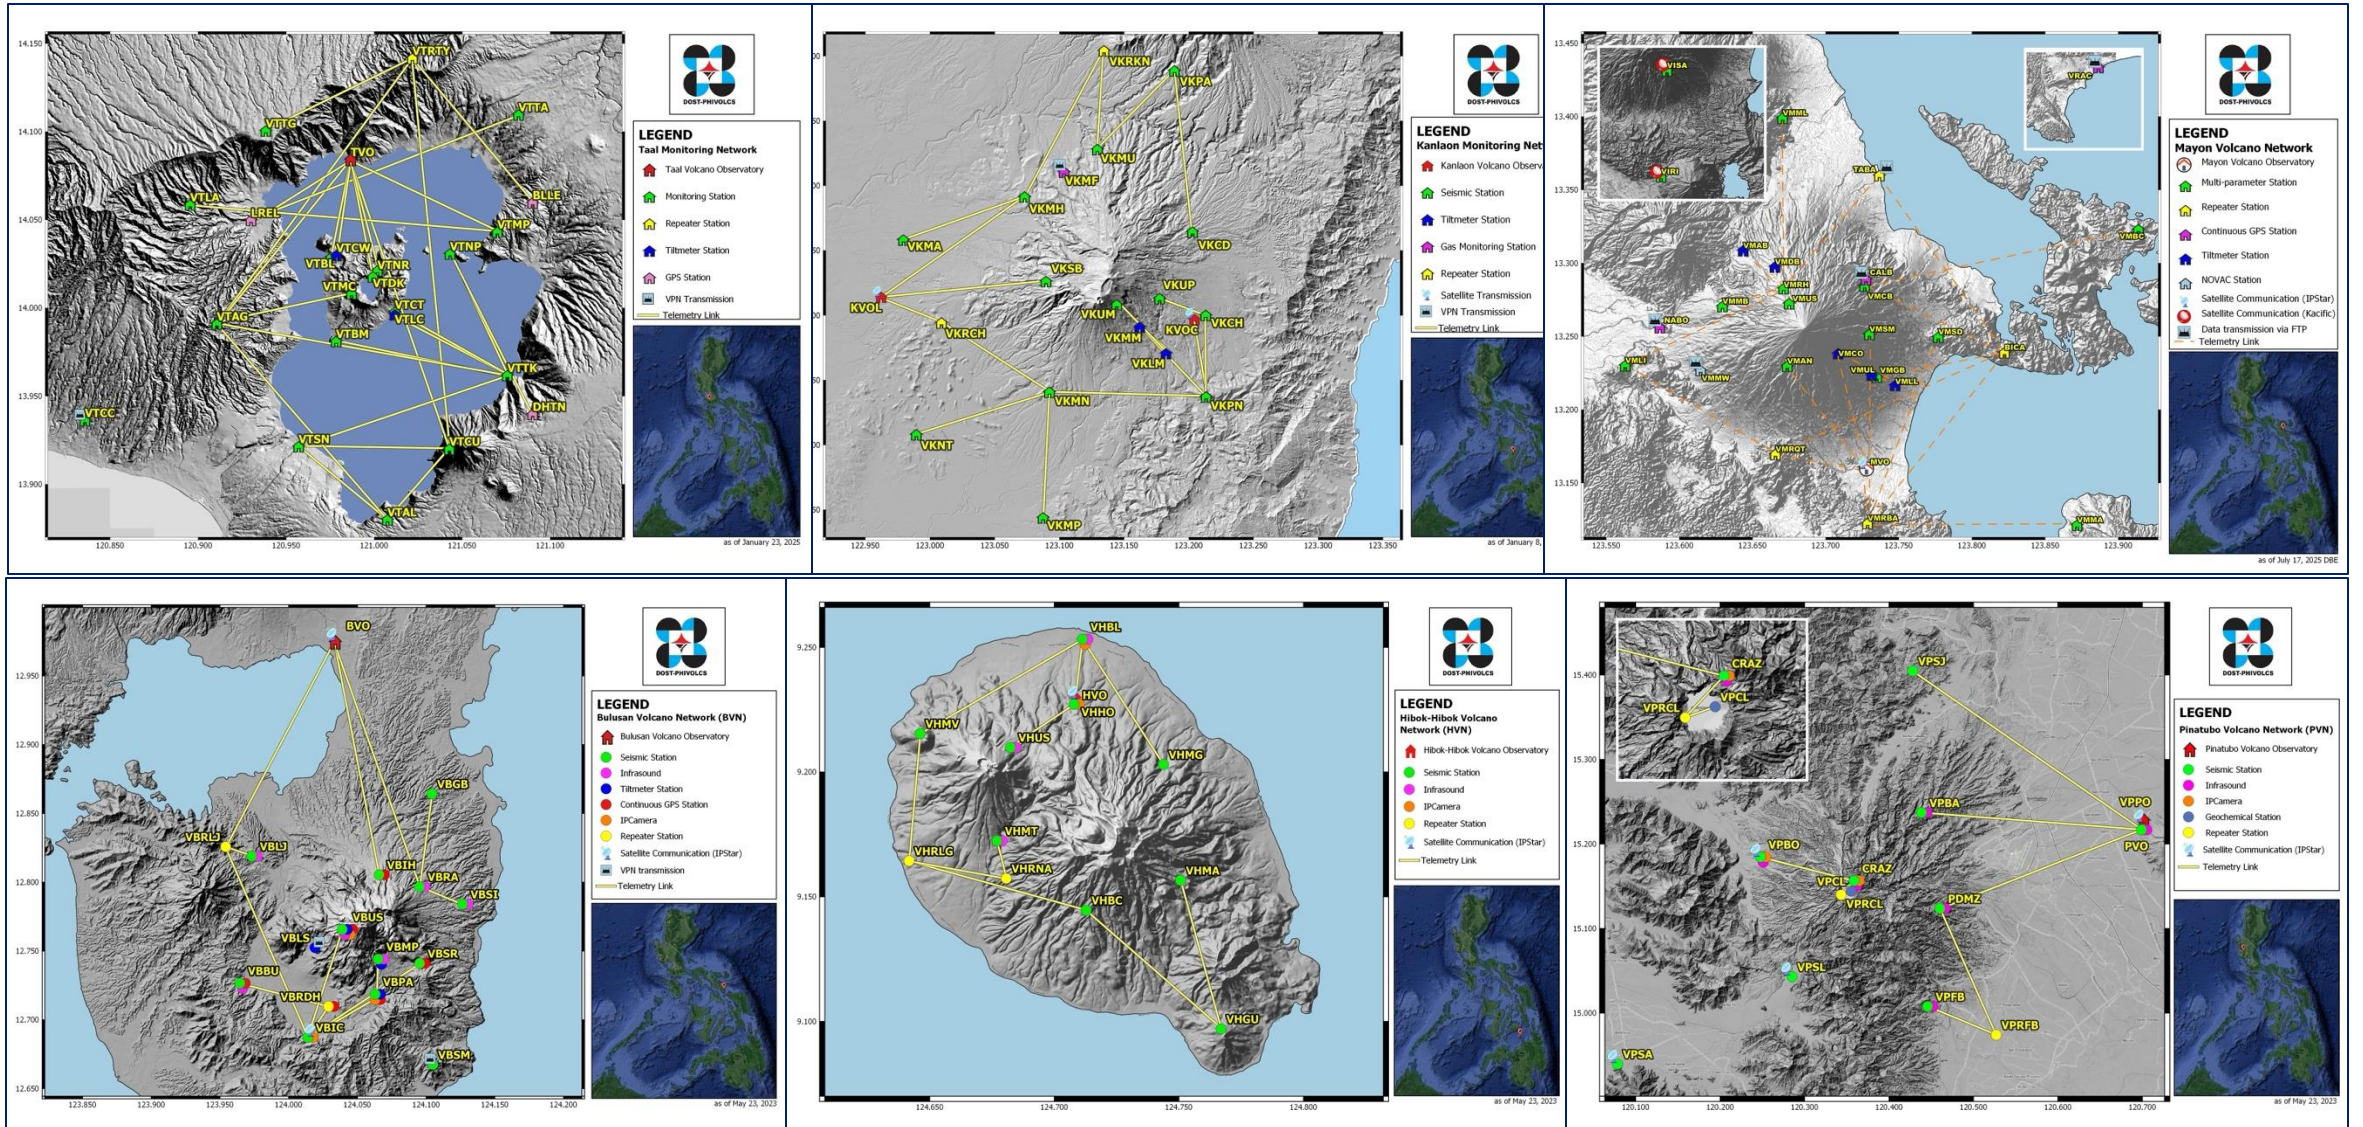 14.150
14.100
14.050
14.000
13.950
13.900
VTRTY
VTTA
VTTG
TVO
VTLA
LREL
BLLE
VTMP
VTCW
VTNP
VTBL
VTNR
VTDK
VTMC
VTCT
VTAG
VTLC
VTBM
VTTK
DHTN
VTCC
VTSN
VTCU
VTAL
120.850
120.900
120.950
121.000
121.050
121.100
DOST-PHIVOLCS
LEGEND
Taal Monitoring Network
Taal Volcano Observatory
Monitoring Station
Repeater Station
Tiltmeter Station
GPS Station
VPN Transmission
Telemetry Link
as of January 23, 2025
VKRKN
VKPA
VKMU
VKMF
VKMH
VKMA
VKCD
VKSB
KVOL
VKUP
VKUM
KVOC
VKCH
VKRCH
VKMM
VKLM
VKMN
VKPN
VKNT
VKMP
122.950
123.000
123.050
123.100
123.150
123.200
123.250
123.300
123.350
DOST-PHIVOLCS
LEGEND
Kanlaon Monitoring Net
Kanlaon Volcano Observa
Seismic Station
Tiltmeter Station
Gas Monitoring Station
Repeater Station
Satellite Transmission
VPN Transmission
Telemetry Link
as of January 8,
13.450
13.400
13.350
13.300
13.250
13.200
13.150
VISA
VIRI
VRAC
VMML
TABA
VMBC
VMAB
VMDB
CALB
VMRH
VMCB
VMUS
VMMB
NABO
VMSM
VMSD
BICA
VMLI
VMAN
VMCO
VMMW
VMUL
VMGB
VMLL
VMRQT
MVO
VMRBA
VMMA
123.550
123.600
123.650
123.700
123.750
123.800
123.850
123.900
DOST-PHIVOLCS
LEGEND
Mayon Volcano Network
Mayon Volcano Observatory
Multi-parameter Station
Repeater Station
Continuous GPS Station
Tiltmeter Station
NOVAC Station
Satellite Communication (IPStar)
Satellite Communication (Kacific)
Data transmission via FTP
Telemetry Link
as of July 17, 2025 DBE
12.950
12.900
12.850
12.800
12.750
12.700
12.650
BVO
VBGB
VBRLJ
VBLJ
VBIH
VBRA
VBSI
VBUS
VBLS
VBMP
VBSR
VBBU
VBPA
VBRDH
VBIC
VBSM
123.850
123.900
123.950
124.000
124.050
124.100
124.150
124.200
DOST-PHIVOLCS
LEGEND
Bulusan Volcano Network (BVN)
Bulusan Volcano Observatory
Seismic Station
Infrasound
Tiltmeter Station
Continuous GPS Station
IPCamera
Repeater Station
Satellite Communication (IPStar)
VPN transmission
Telemetry Link
as of May 23, 2023
9.250
9.200
9.150
9.100
VHBL
HVO
VHHO
VHMV
VHUS
VHMG
VHMT
VHRLG
VHRNA
VHMA
VHBC
VHGU
124.650
124.700
124.750
124.800
DOST-PHIVOLCS
LEGEND
Hibok-Hibok Volcano
Network (HVN)
Hibok-Hibok Volcano Observatory
Seismic Station
Infrasound
IPCamera
Repeater Station
Satellite Communication (IPStar)
Telemetry Link
as of May 23, 2023
15.400
15.300
15.200
15.100
15.000
CRAZ
VPCL
VPRCL
VPSJ
VPBA
VPPO
PVO
VPBO
CRAZ
VPCL
VPRCL
PDMZ
VPSL
VPFB
VPRFB
VPSA
120.100
120.200
120.300
120.400
120.500
120.600
120.700
DOST-PHIVOLCS
LEGEND
Pinatubo Volcano Network (PVN)
Pinatubo Volcano Observatory
Seismic Station
Infrasound
IPCamera
Geochemical Station
Repeater Station
Satellite Communication (IPStar)
Telemetry Link
as of May 23, 2023